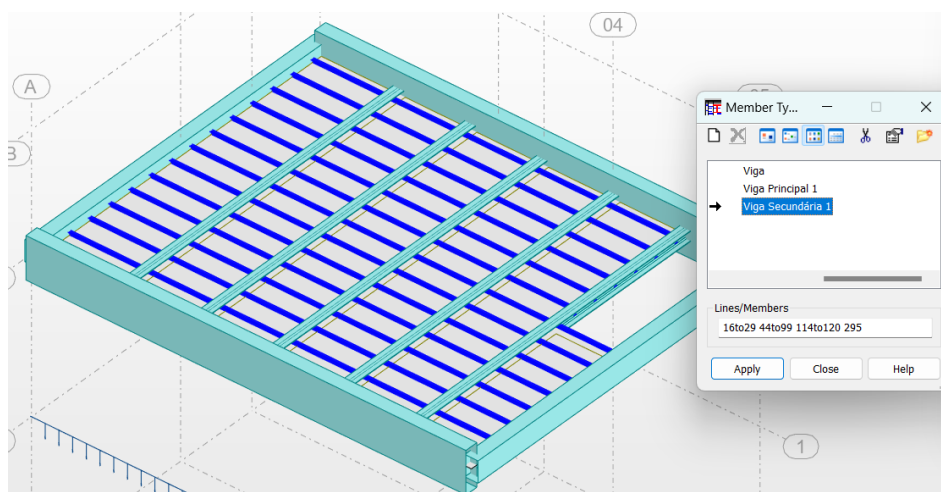 04
A
B
Member Ty...
Viga
Viga Principal 1
Viga Secundária 1
Lines/Members
16to29 44to99 114to120 295
Apply
Close
Help
1